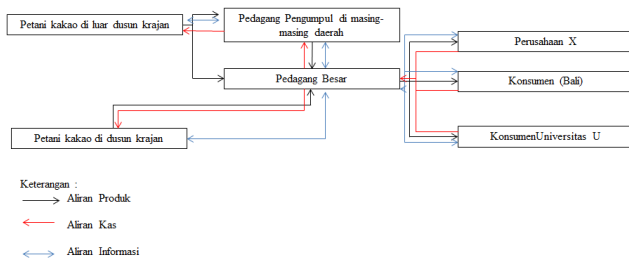 Petani kakao di luar dusun krajan
Pedagang Pengumpul di masing-
masing daerah
Perusahaan X
Pedagang Besar
Konsumen (Bali)
Petani kakao di dusun krajan
KonsumenUniversitas U
Keterangan :
Aliran Produk
Aliran Kas
Aliran Informasi